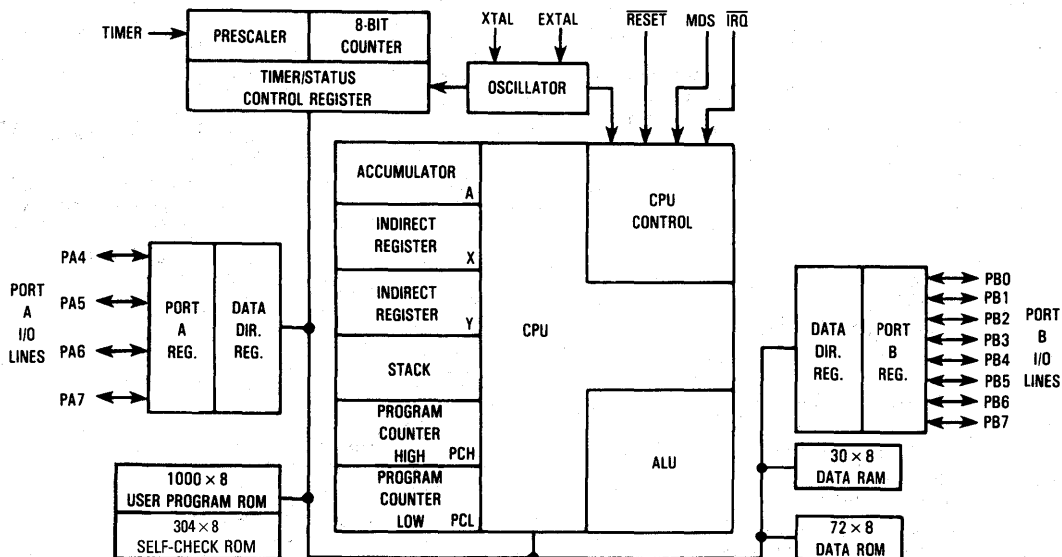 TIMER
PRESCALER
8-BIT
COUNTER
TIMER/STATUS
CONTROL REGISTER
XTAL
EXTAL
OSCILLATOR
RESET
MDS
IRQ
ACCUMULATOR
A
INDIRECT
REGISTER
X
INDIRECT
REGISTER
Y
STACK
PROGRAM
COUNTER
HIGH PCH
PROGRAM
COUNTER
LOW PCL
CPU
CPU
CONTROL
ALU
PORT
A
I/O
LINES
PA4
PA5
PA6
PA7
PORT
A
REG.
DATA
DIR.
REG.
1000 × 8
USER PROGRAM ROM
304 × 8
SELF-CHECK ROM
DATA
DIR.
REG.
PORT
B
REG.
PB0
PB1
PB2
PB3
PB4
PB5
PB6
PB7
PORT
B
I/O
LINES
30 × 8
DATA RAM
72 × 8
DATA ROM